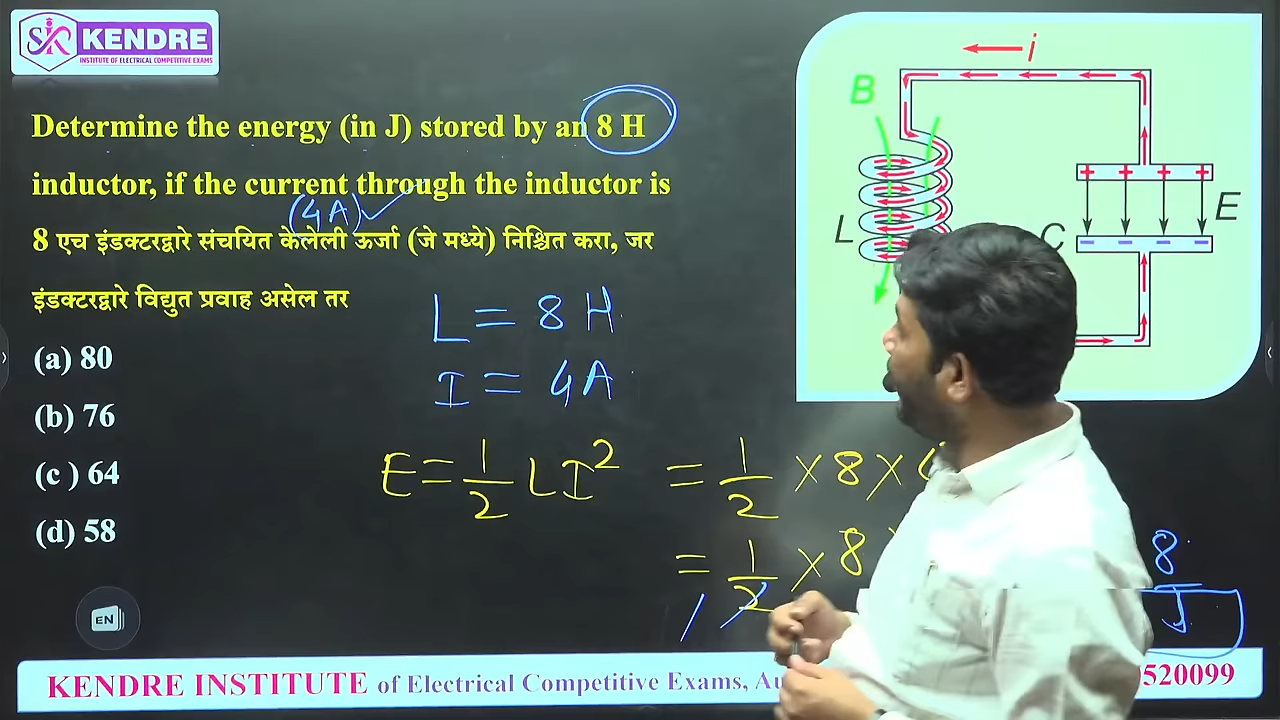 SK KENDRE
INSTITUTE OF ELECTRICAL COMPETITIVE EXAMS
Determine the energy (in J) stored by an 8 H
inductor, if the current through the inductor is
(4A)
8 एच इंडक्टरद्वारे संचयित केलेली ऊर्जा (जे मध्ये) निश्चित करा, जर
इंडक्टरद्वारे विद्युत प्रवाह असेल तर
(a) 80
(b) 76
(c ) 64
(d) 58
L = 8 H
I = 4A
E = 1/2 LI² = 1/2 × 8 ×
= 1/2 × 8
8
J
i
B
L
C
E
EN
KENDRE INSTITUTE of Electrical Competitive Exams,
520099